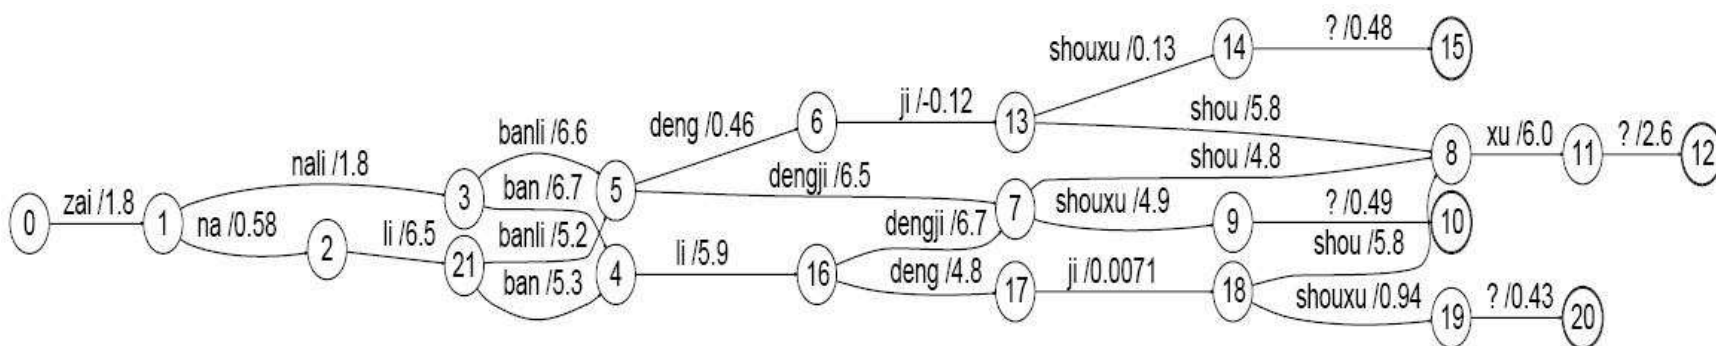 shouxu /0.13
14
? /0.48
15
deng /0.46
6
ji /-0.12
13
shou /5.8
banli /6.6
nali /1.8
3
ban /6.7
5
dengji /6.5
shou /4.8
8
xu /6.0
11
? /2.6
12
0
zai /1.8
1
na /0.58
2
li /6.5
21
banli /5.2
ban /5.3
4
li /5.9
16
dengji /6.7
7
shouxu /4.9
9
? /0.49
10
deng /4.8
17
ji /0.0071
18
shou /5.8
shouxu /0.94
19
? /0.43
20